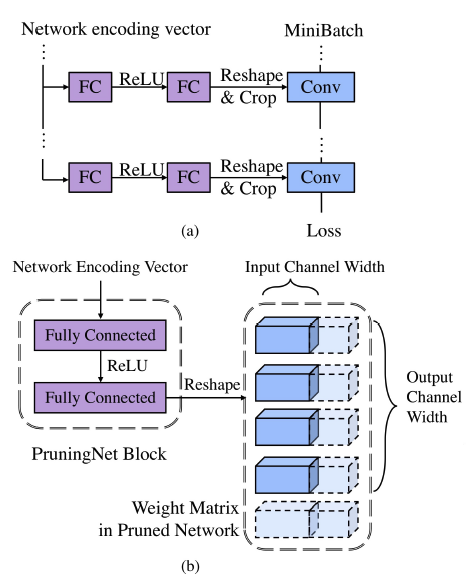 Network encoding vector
MiniBatch
FC
ReLU
FC
Reshape
& Crop
Conv
FC
ReLU
FC
Reshape
& Crop
Conv
(a)
Loss
Network Encoding Vector
Input Channel Width
Fully Connected
ReLU
Fully Connected
Reshape
Output
Channel
Width
PruningNet Block
Weight Matrix
in Pruned Network
(b)